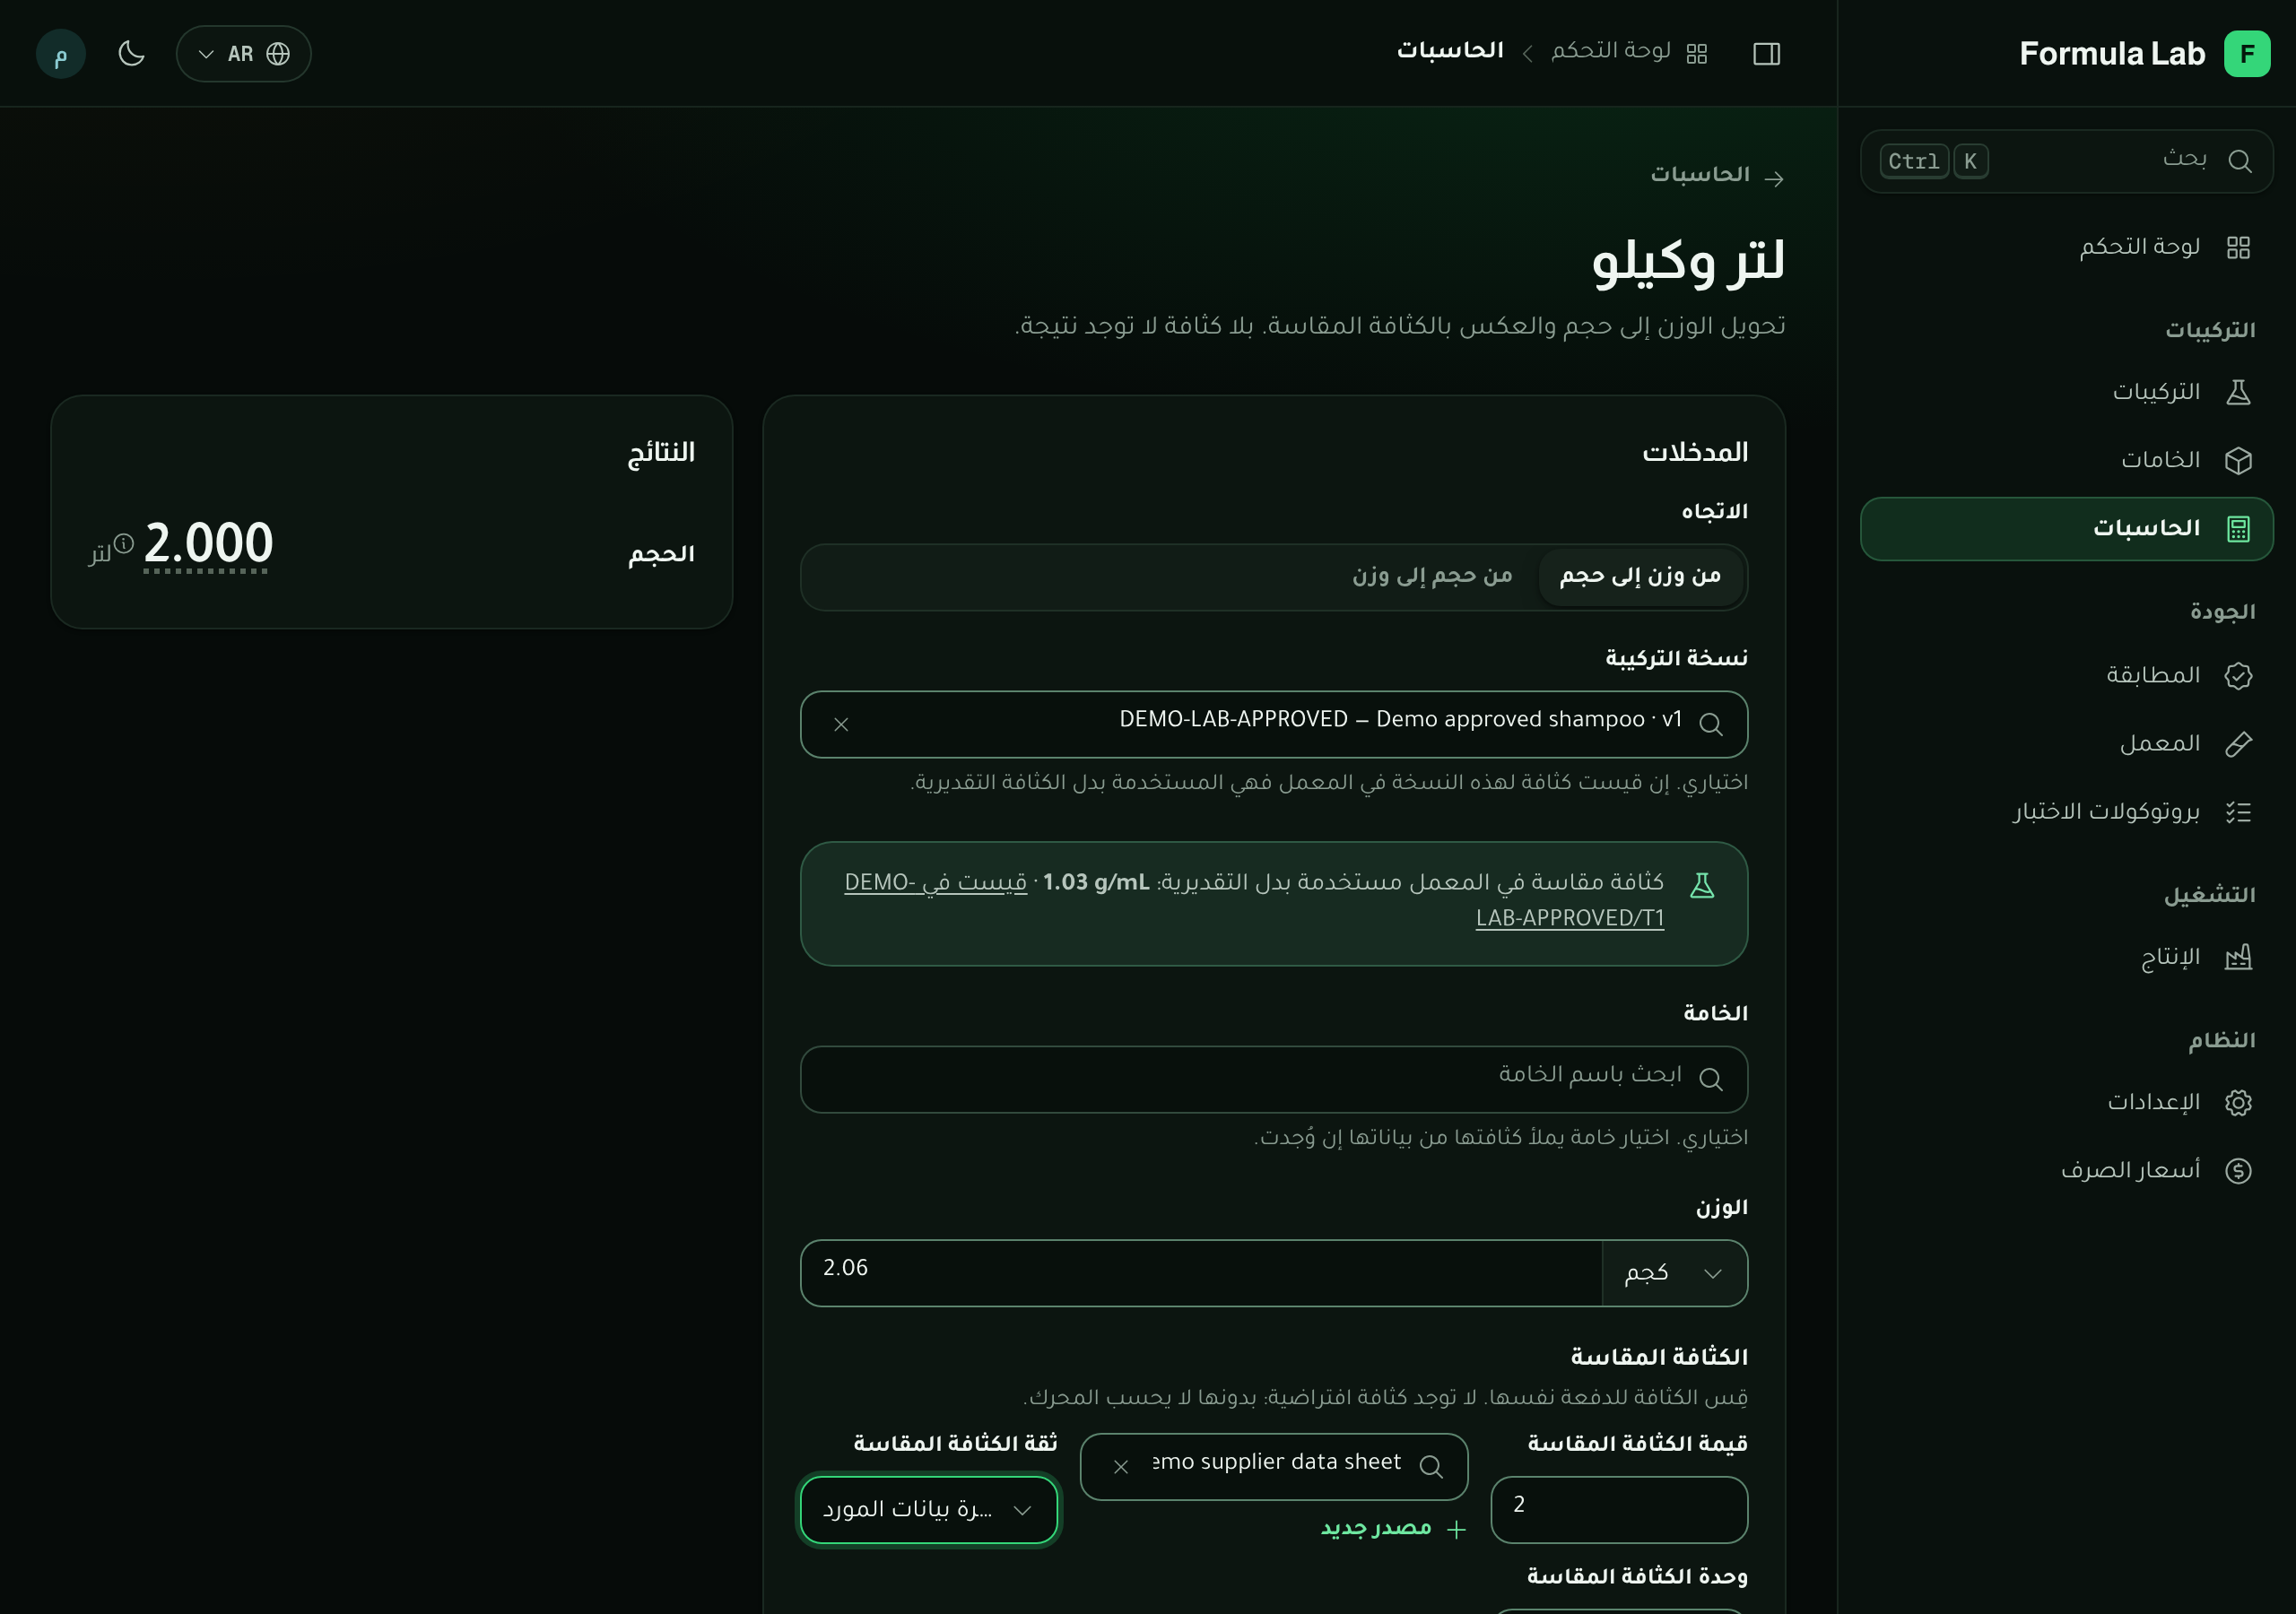 Formula Lab
F
بحث
Ctrl K
لوحة التحكم
التركيبات
التركيبات
الخامات
الحاسبات
الجودة
المطابقة
المعمل
بروتوكولات الاختبار
التشغيل
الإنتاج
النظام
الإعدادات
أسعار الصرف
لوحة التحكم
الحاسبات
AR
م
الحاسبات
لتر وكيلو
تحويل الوزن إلى حجم والعكس بالكثافة المقاسة. بلا كثافة لا توجد نتيجة.
المدخلات
الاتجاه
من وزن إلى حجم
من حجم إلى وزن
نسخة التركيبة
DEMO-LAB-APPROVED – Demo approved shampoo · v1
اختياري. إن قيست كثافة لهذه النسخة في المعمل فهي المستخدمة بدل الكثافة التقديرية.
كثافة مقاسة في المعمل مستخدمة بدل التقديرية: 1.03 g/mL · قيست في DEMO-
LAB-APPROVED/T1
الخامة
ابحث باسم الخامة
اختياري. اختيار خامة يملأ كثافتها من بياناتها إن وُجدت.
الوزن
كجم
2.06
الكثافة المقاسة
قِس الكثافة للدفعة نفسها. لا توجد كثافة افتراضية: بدونها لا يحسب المحرك.
قيمة الكثافة المقاسة
2
emo supplier data sheet
مصدر جديد
ثقة الكثافة المقاسة
...رة بيانات المورد
وحدة الكثافة المقاسة
النتائج
الحجم
2.000 لتر